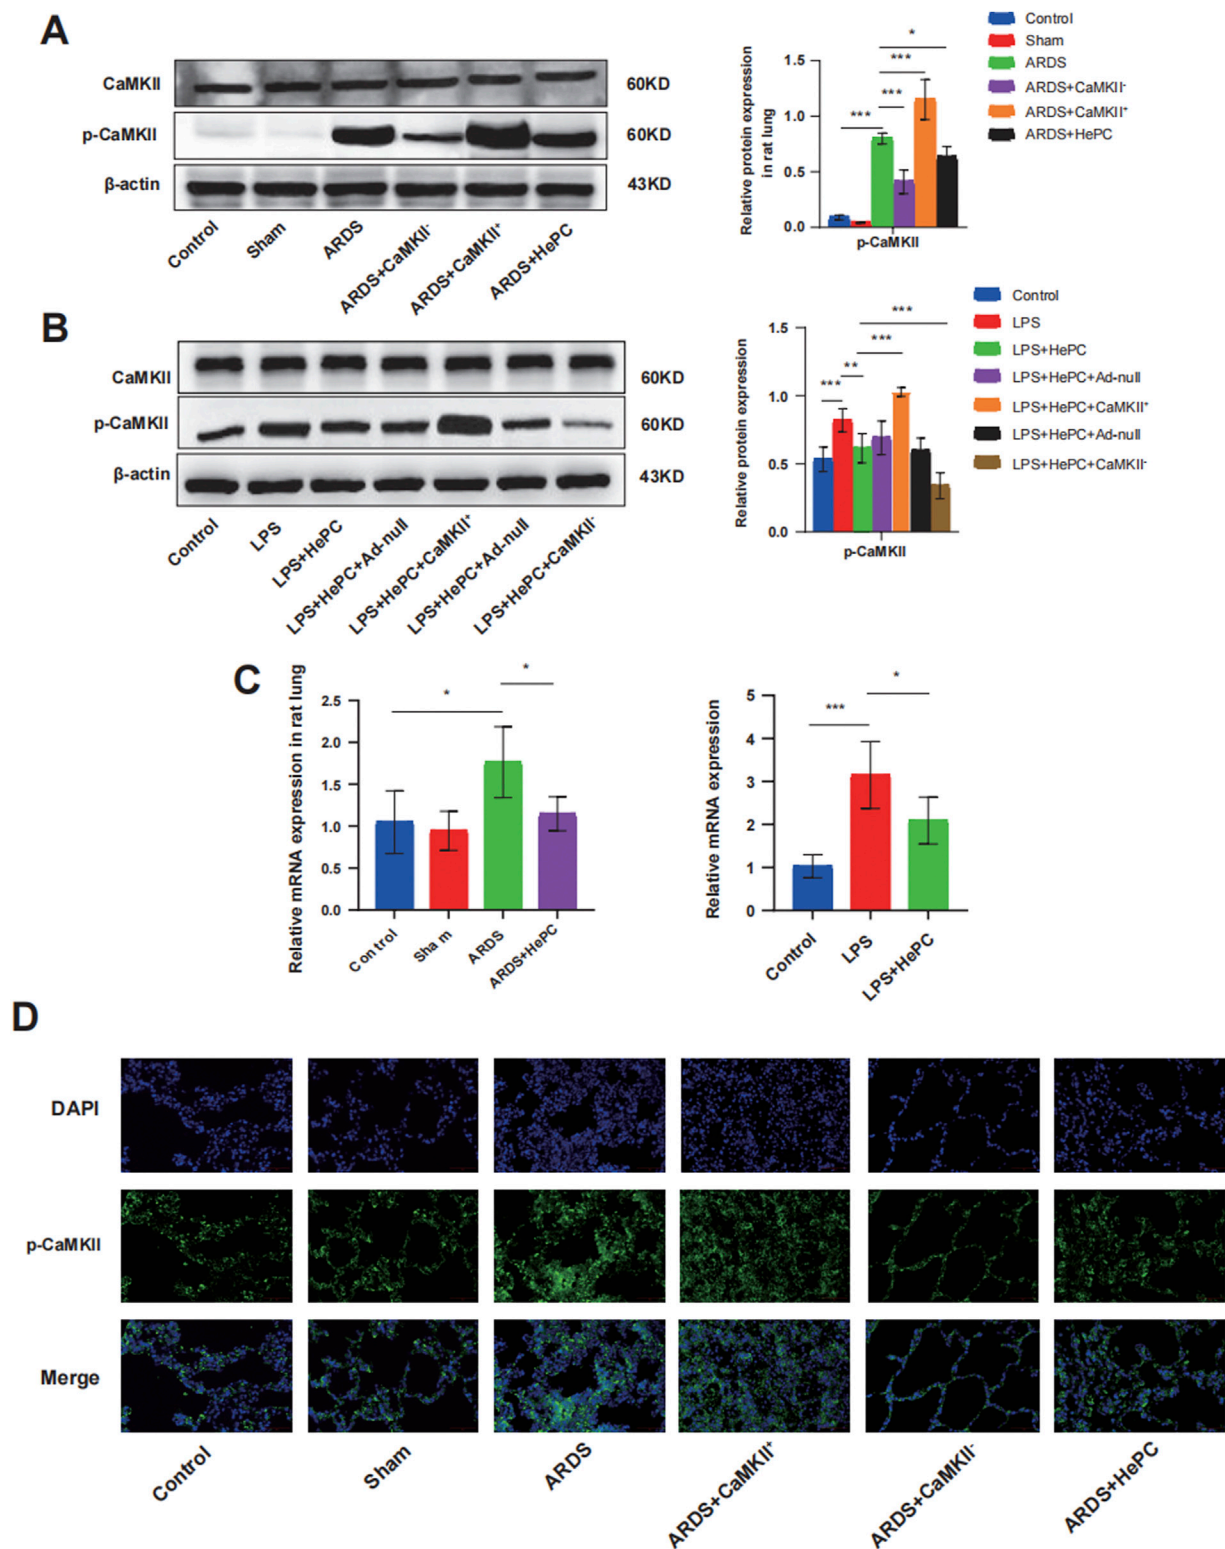 A
CaMKII
60KD
p-CaMKII
60KD
β-actin
43KD
Control
Sham
ARDS
ARDS+CaMKII-
ARDS+CaMKII+
ARDS+HePC
Relative protein expression
in rat lung
1.5
1.0
0.5
0.0
***
***
***
*
p-CaMKII
Control
Sham
ARDS
ARDS+CaMKII-
ARDS+CaMKII+
ARDS+HePC
B
CaMKII
60KD
p-CaMKII
60KD
β-actin
43KD
Control
LPS
LPS+HePC
LPS+HePC+Ad-null
LPS+HePC+CaMKII+
LPS+HePC+Ad-null
LPS+HePC+CaMKII-
Relative protein expression
1.5
1.0
0.5
0.0
***
**
***
***
p-CaMKII
Control
LPS
LPS+HePC
LPS+HePC+Ad-null
LPS+HePC+CaMKII+
LPS+HePC+Ad-null
LPS+HePC+CaMKII-
C
Relative mRNA expression in rat lung
2.5
2.0
1.5
1.0
0.5
0.0
*
*
Control
Sham
ARDS
ARDS+HePC
Relative mRNA expression
5
4
3
2
1
0
***
*
Control
LPS
LPS+HePC
D
DAPI
p-CaMKII
Merge
Control
Sham
ARDS
ARDS+CaMKII+
ARDS+CaMKII-
ARDS+HePC